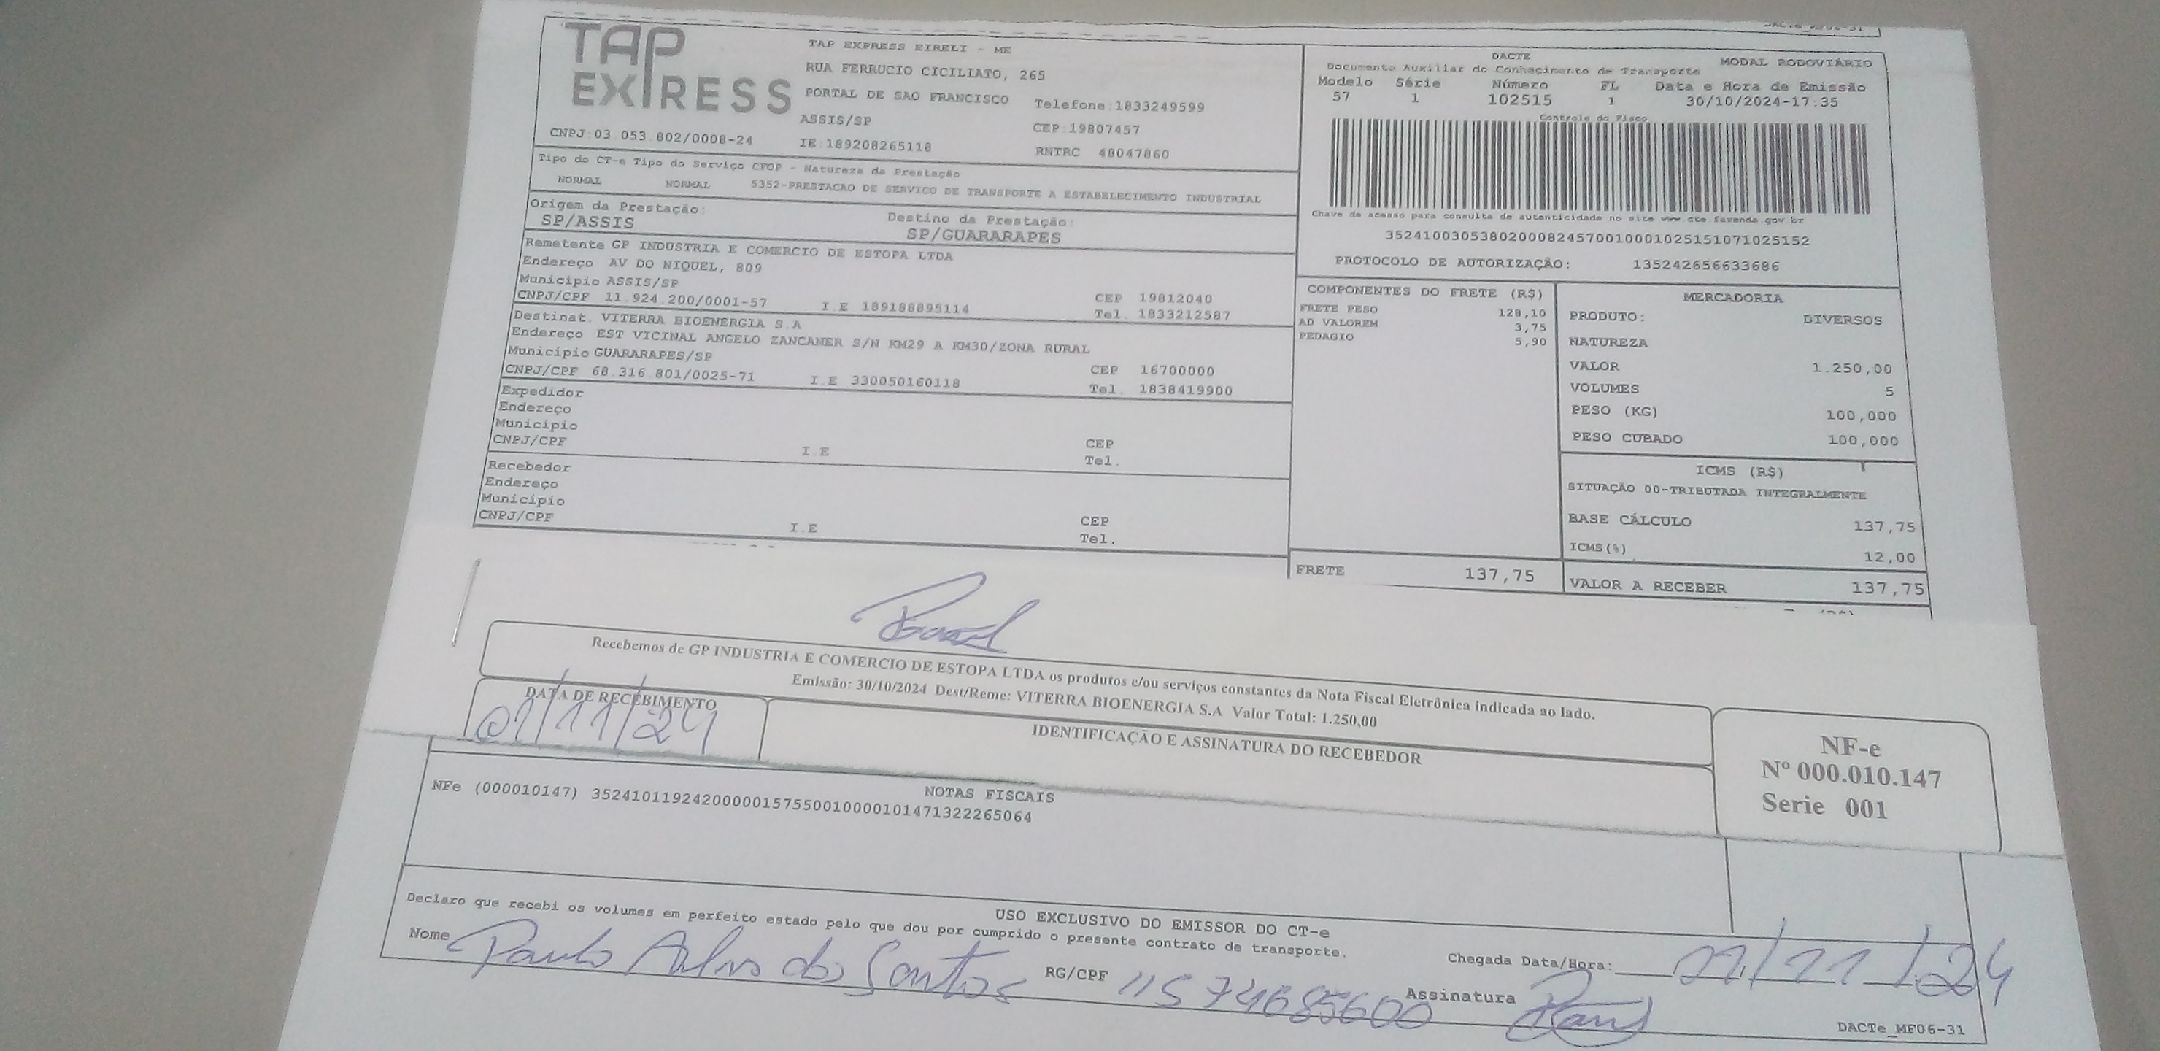 TAP
EXPRESS
CNPJ:03.053.802/0008-24
TAP EXPRESS EIRELI - ME
RUA FERRUCIO CICILIATO, 265
PORTAL DE SAO FRANCISCO Telefone:1833249599
ASSIS/SP CEP:19807457
IE:189208265118 RNTRC 48047860
DACTE MODAL RODOVIÁRIO
Documento Auxiliar do Conhecimento de Transporte
Modelo Série Número FL Data e Hora de Emissão
57 1 102515 1 30/10/2024-17:35
Controle do Fisco
Chave de acesso para consulta de autenticidade no site www.cte.fazenda.gov.br
35241003053802000824570010001025151071025152
PROTOCOLO DE AUTORIZAÇÃO: 135242656633686
Tipo do CT-e Tipo do Serviço CFOP - Natureza da Prestação
NORMAL NORMAL 5352-PRESTACAO DE SERVICO DE TRANSPORTE A ESTABELECIMENTO INDUSTRIAL
Origem da Prestação: Destino da Prestação:
SP/ASSIS SP/GUARARAPES
Remetente GP INDUSTRIA E COMERCIO DE ESTOPA LTDA
Endereço AV DO NIQUEL, 809
Município ASSIS/SP CEP 19812040
CNPJ/CPF 11.924.200/0001-57 I.E 189188895114 Tel. 1833212587
Destinat. VITERRA BIOENERGIA S.A
Endereço EST VICINAL ANGELO ZANCANER S/N KM29 A KM30/ZONA RURAL
Município GUARARAPES/SP CEP 16700000
CNPJ/CPF 60.316.801/0025-71 I.E 330050160118 Tel. 1838419900
Expedidor
Endereço
Município CEP
CNPJ/CPF I.E Tel.
Recebedor
Endereço
Município CEP
CNPJ/CPF I.E Tel.
COMPONENTES DO FRETE (R$)
FRETE PESO 128,10
AD VALOREM 3,75
PEDAGIO 5,90
FRETE 137,75
MERCADORIA
PRODUTO: DIVERSOS
NATUREZA
VALOR 1.250,00
VOLUMES 5
PESO (KG) 100,000
PESO CUBADO 100,000
ICMS (R$)
SITUAÇÃO 00-TRIBUTADA INTEGRALMENTE
BASE CÁLCULO 137,75
ICMS(%) 12,00
VALOR A RECEBER 137,75
Recebemos de GP INDUSTRIA E COMERCIO DE ESTOPA LTDA os produtos e/ou serviços constantes da Nota Fiscal Eletrônica indicada ao lado.
Emissão: 30/10/2024 Dest/Reme: VITERRA BIOENERGIA S.A Valor Total: 1.250,00
DATA DE RECEBIMENTO
01/11/24
IDENTIFICAÇÃO E ASSINATURA DO RECEBEDOR
NF-e
Nº 000.010.147
Serie 001
NOTAS FISCAIS
NFe (000010147) 35241011924200000157550010000101471322265064
USO EXCLUSIVO DO EMISSOR DO CT-e
Declaro que recebi os volumes em perfeito estado pelo que dou por cumprido o presente contrato de transporte.
Nome Paulo Alves dos Santos RG/CPF 11574685600 Assinatura
Chegada Data/Hora: 01/11/24
DACTe_MF06-31